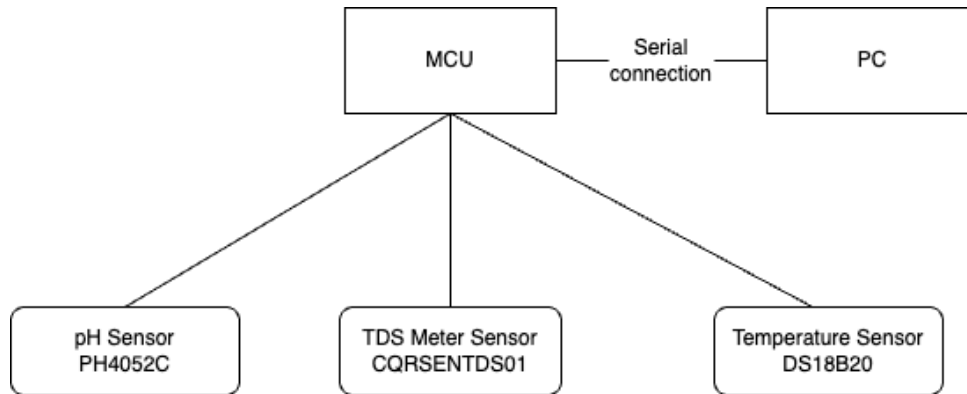 MCU
Serial
connection
PC
pH Sensor
PH4052C
TDS Meter Sensor
CQRSENTDS01
Temperature Sensor
DS18B20